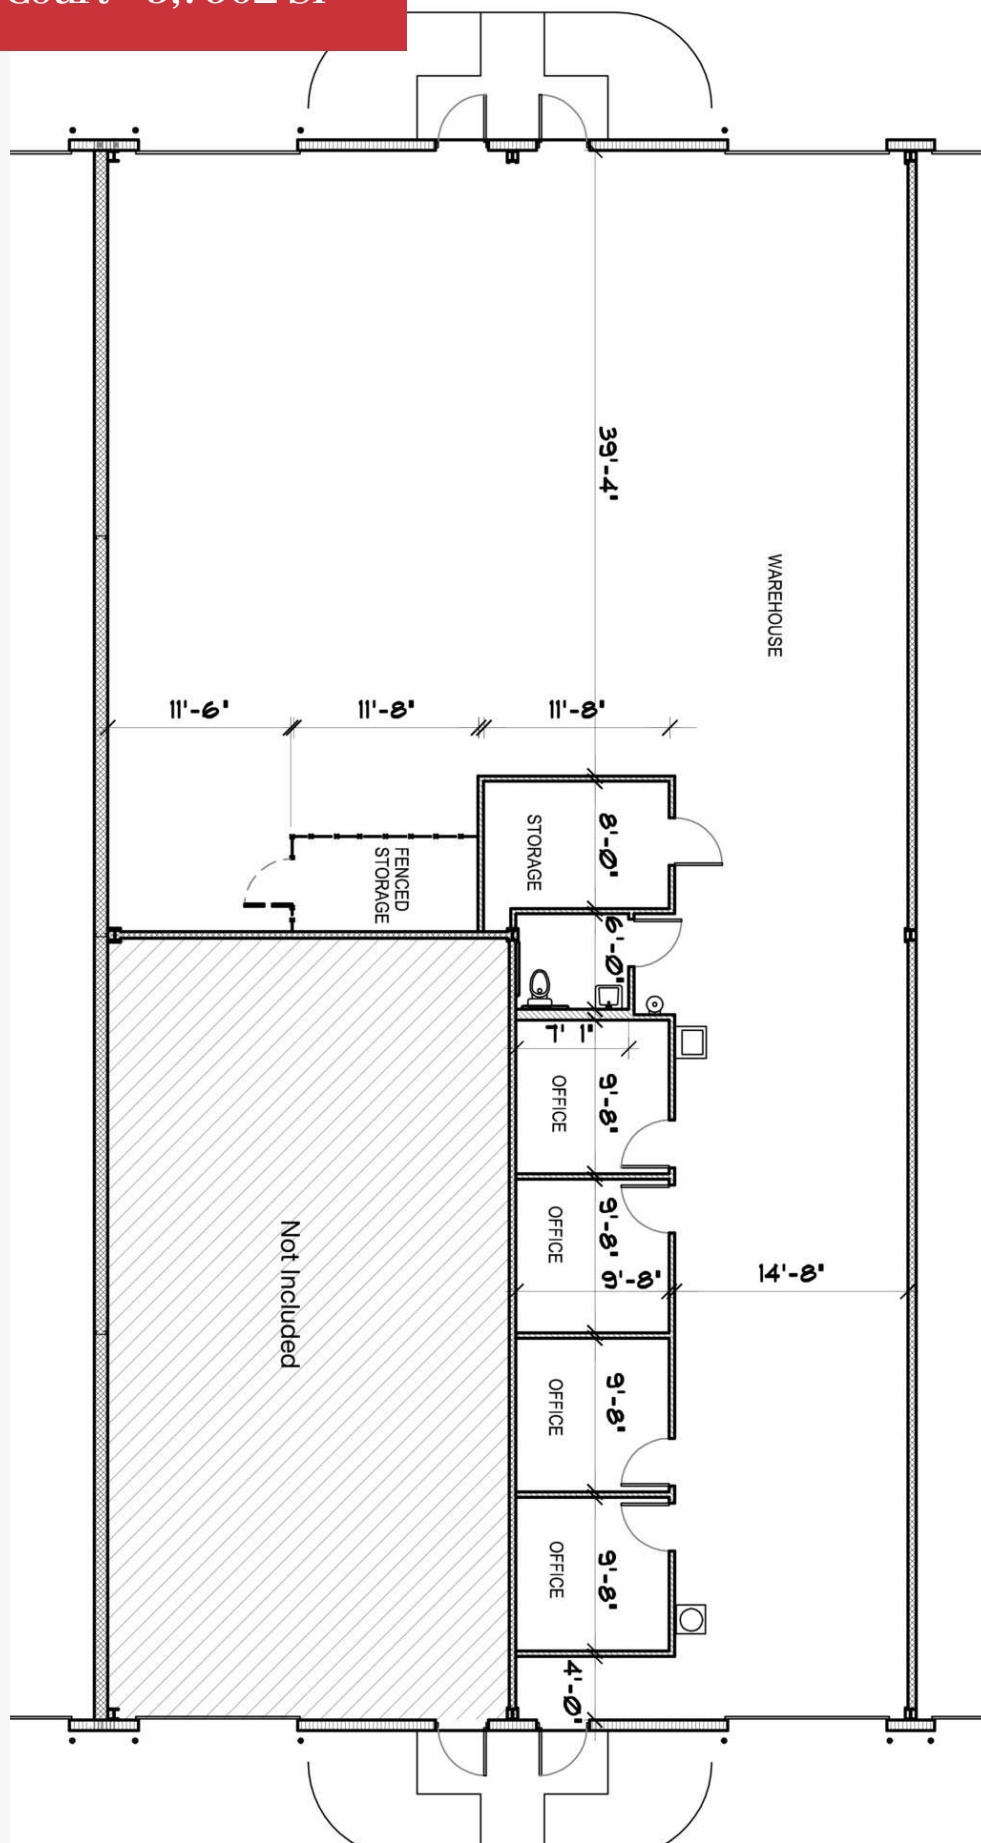 39'-4"
WAREHOUSE
11'-6"
11'-8"
11'-8"
STORAGE
8'-0"
FENCED
STORAGE
6'-0"
7'
1"
OFFICE
9'-8"
OFFICE
9'-8"
9'-8"
14'-8"
Not Included
OFFICE
9'-8"
OFFICE
9'-8"
4'-0"